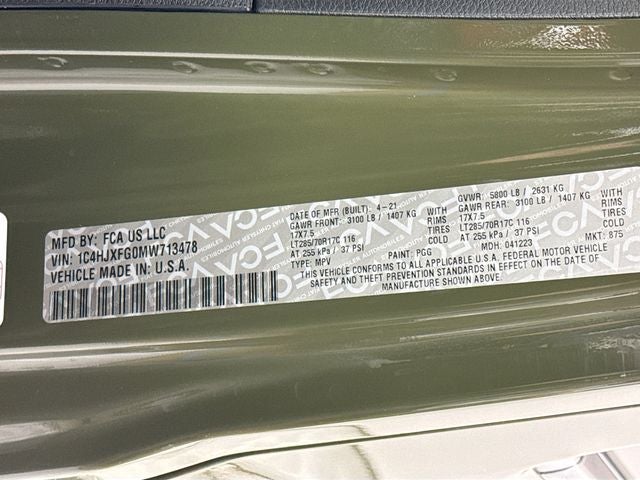 MFD. BY: FCA US LLC
VIN: 1C4HJXFG0MW713478
VEHICLE MADE IN: U.S.A.
DATE OF MFR (BUILT): 4-21
GVWR: 5800 LB / 2631 KG
GAWR FRONT: 3100 LB / 1407 KG WITH
GAWR REAR: 3100 LB / 1407 KG WITH
17X7.5 RIMS
17X7.5 RIMS
LT285/70R17C 116 TIRES
LT285/70R17C 116 TIRES
AT 255 kPa / 37 PSI COLD
AT 255 kPa / 37 PSI COLD
TYPE: MPV PAINT: PGG MDH: 041223 PKT: 875
THIS VEHICLE CONFORMS TO ALL APPLICABLE U.S.A. FEDERAL MOTOR VEHICLE
SAFETY AND THEFT PREVENTION STANDARDS IN EFFECT ON THE DATE OF
MANUFACTURE SHOWN ABOVE.
FCA